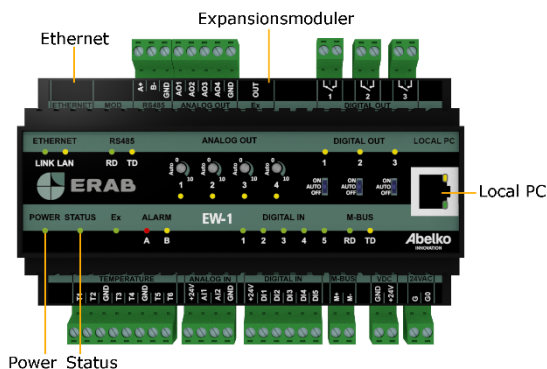 Expansionsmoduler
Ethernet
A+ B- GND AO1 AO2 AO3 AO4 GND OUT 1 2 3
ETHERNET MOD RS485 ANALOG OUT Ex DIGITAL OUT
ETHERNET RS485 ANALOG OUT DIGITAL OUT LOCAL PC
LINK LAN RD TD 1 2 3
Auto 0 10 Auto 0 10 Auto 0 10 Auto 0 10
1 2 3 4
ON ON ON
AUTO AUTO AUTO
OFF OFF OFF
ERAB
Local PC
POWER STATUS Ex ALARM EW-1 DIGITAL IN M-BUS
A B 1 2 3 4 5 RD TD
Abelko
INNOVATION
TEMPERATURE ANALOG IN DIGITAL IN M-BUS VDC 24VAC
T1 T2 GND T3 T4 GND T5 T6 +24V AI1 AI2 GND +24V DI1 DI2 DI3 DI4 DI5 M+ M- GND +24V G G0
Power Status